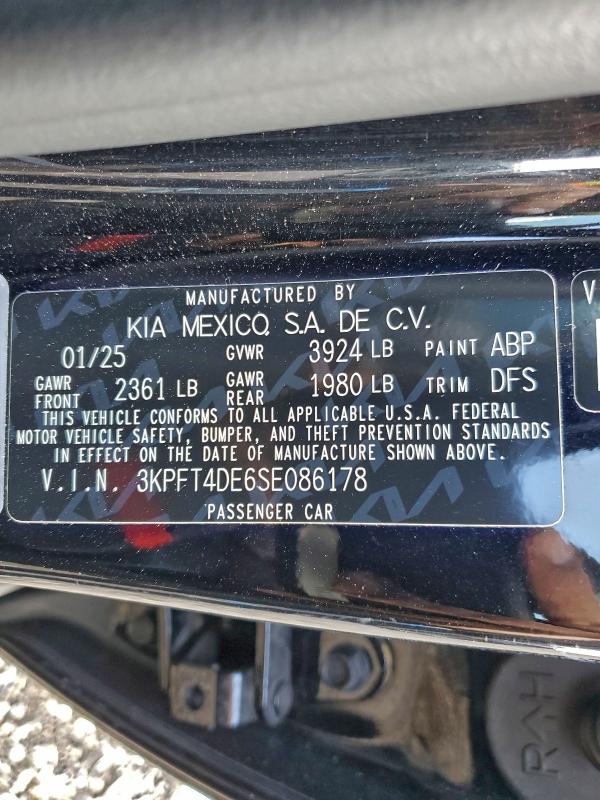 MANUFACTURED BY
KIA MEXICO, S.A. DE C.V.
01/25 GVWR 3924 LB PAINT ABP
GAWR FRONT 2361 LB GAWR REAR 1980 LB TRIM DFS
THIS VEHICLE CONFORMS TO ALL APPLICABLE U.S.A. FEDERAL
MOTOR VEHICLE SAFETY, BUMPER, AND THEFT PREVENTION STANDARDS
IN EFFECT ON THE DATE OF MANUFACTURE SHOWN ABOVE.
V.I.N. 3KPFT4DE6SE086178
PASSENGER CAR
V
R∧H